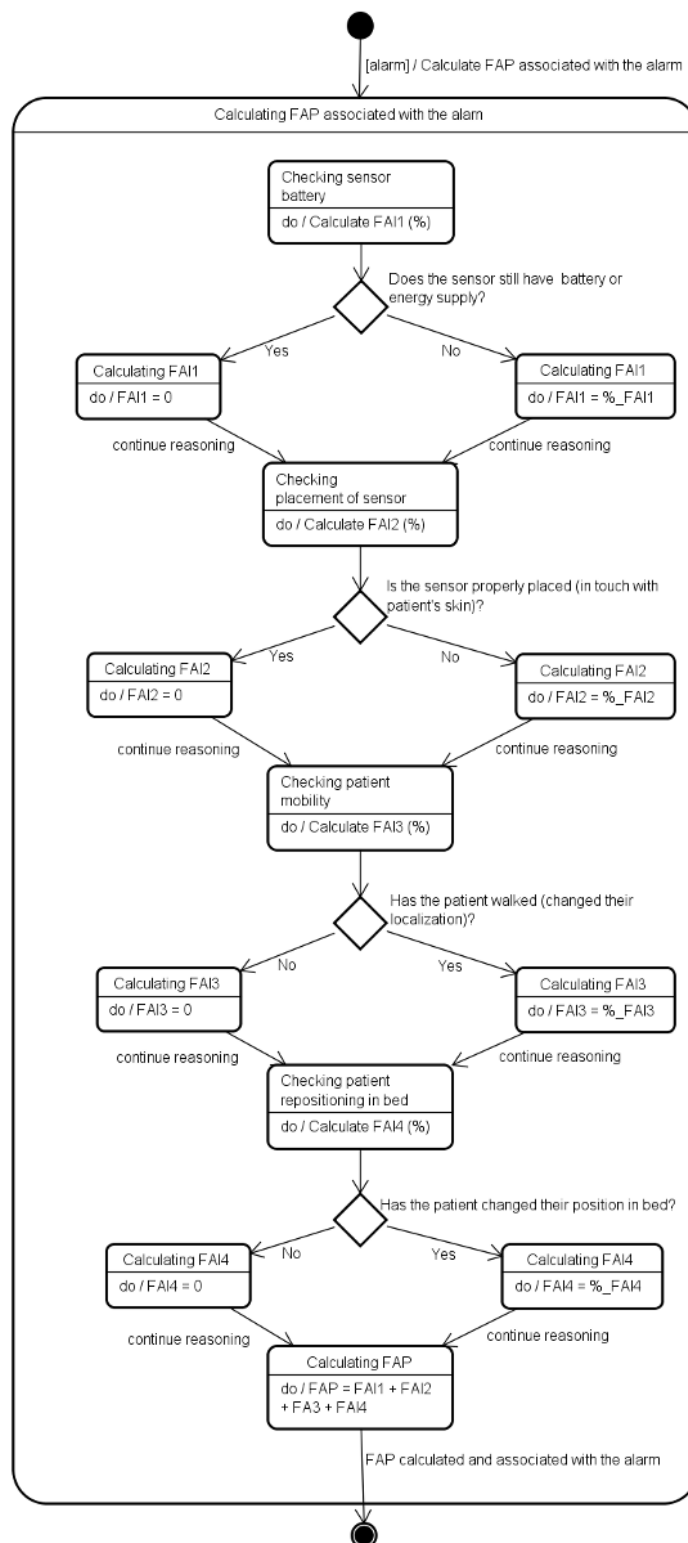 [alarm] / Calculate FAP associated with the alarm
Calculating FAP associated with the alarm
Checking sensor
battery
do / Calculate FAI1 (%)
Does the sensor still have battery or
energy supply?
Yes
No
Calculating FAI1
do / FAI1 = 0
Calculating FAI1
do / FAI1 = %_FAI1
continue reasoning
continue reasoning
Checking
placement of sensor
do / Calculate FAI2 (%)
Is the sensor properly placed (in touch with
patient's skin)?
Yes
No
Calculating FAI2
do / FAI2 = 0
Calculating FAI2
do / FAI2 = %_FAI2
continue reasoning
continue reasoning
Checking patient
mobility
do / Calculate FAI3 (%)
Has the patient walked (changed their
localization)?
No
Yes
Calculating FAI3
do / FAI3 = 0
Calculating FAI3
do / FAI3 = %_FAI3
continue reasoning
continue reasoning
Checking patient
repositioning in bed
do / Calculate FAI4 (%)
Has the patient changed their position in bed?
No
Yes
Calculating FAI4
do / FAI4 = 0
Calculating FAI4
do / FAI4 = %_FAI4
continue reasoning
continue reasoning
Calculating FAP
do / FAP = FAI1 + FAI2
+ FA3 + FAI4
FAP calculated and associated with the alarm